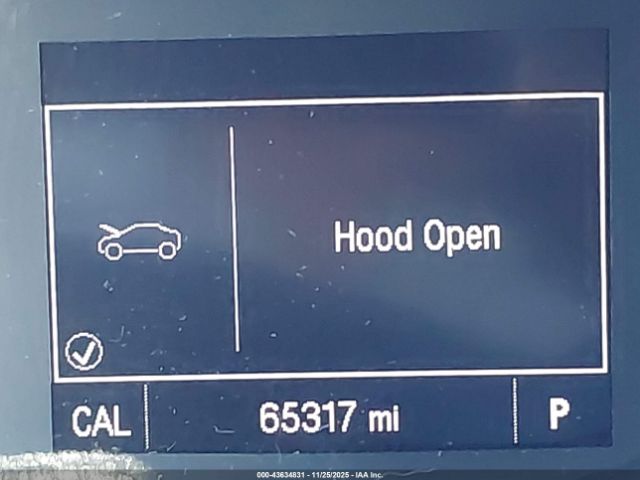 Hood Open
CAL 65317 mi P
000-43634831 - 11/25/2025 - IAA Inc.